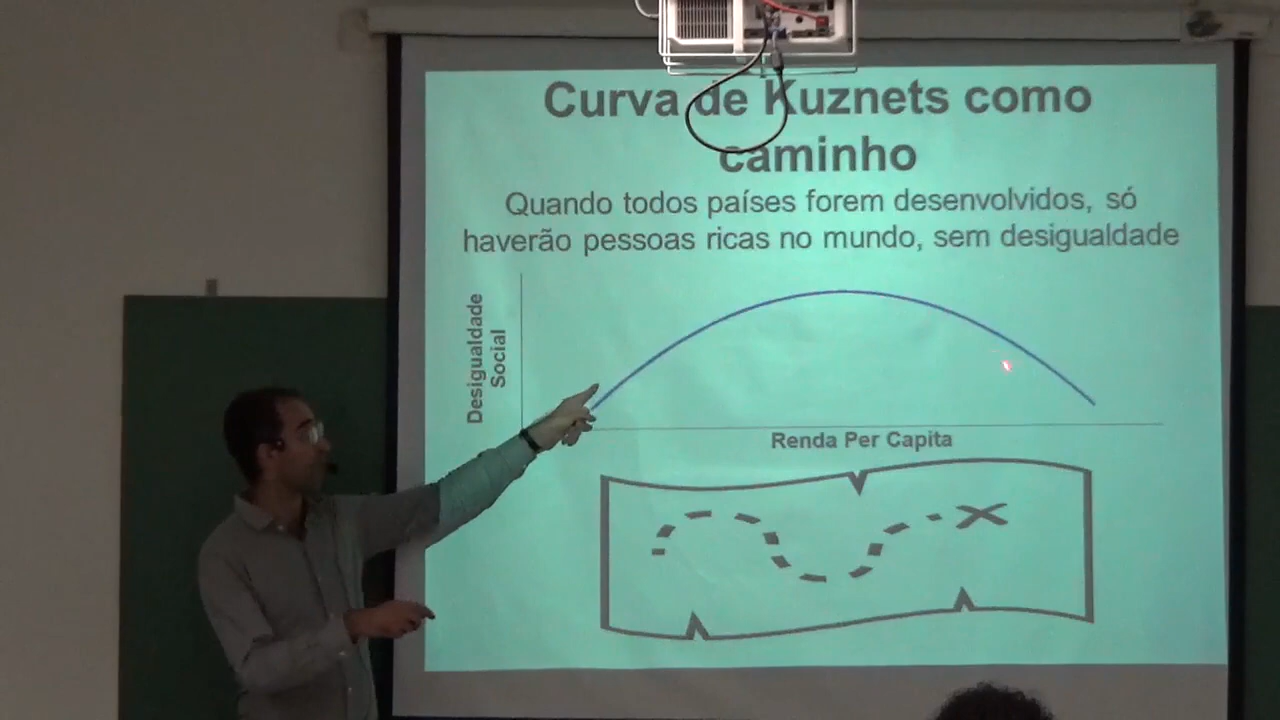 Curva de Kuznets como
caminho
Quando todos países forem desenvolvidos, só
haverão pessoas ricas no mundo, sem desigualdade
Desigualdade
Social
Renda Per Capita